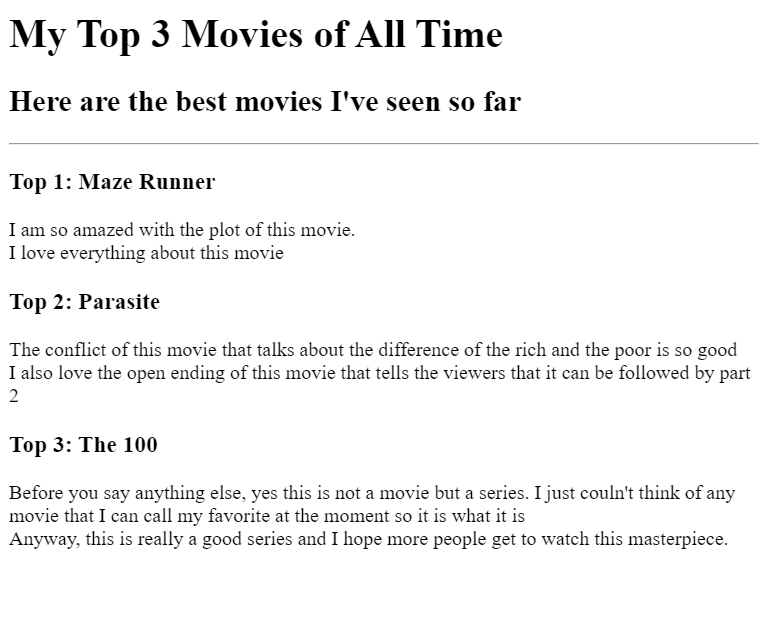 My Top 3 Movies of All Time
Here are the best movies I've seen so far
Top 1: Maze Runner
I am so amazed with the plot of this movie.
I love everything about this movie
Top 2: Parasite
The conflict of this movie that talks about the difference of the rich and the poor is so good
I also love the open ending of this movie that tells the viewers that it can be followed by part
2
Top 3: The 100
Before you say anything else, yes this is not a movie but a series. I just couln't think of any
movie that I can call my favorite at the moment so it is what it is
Anyway, this is really a good series and I hope more people get to watch this masterpiece.